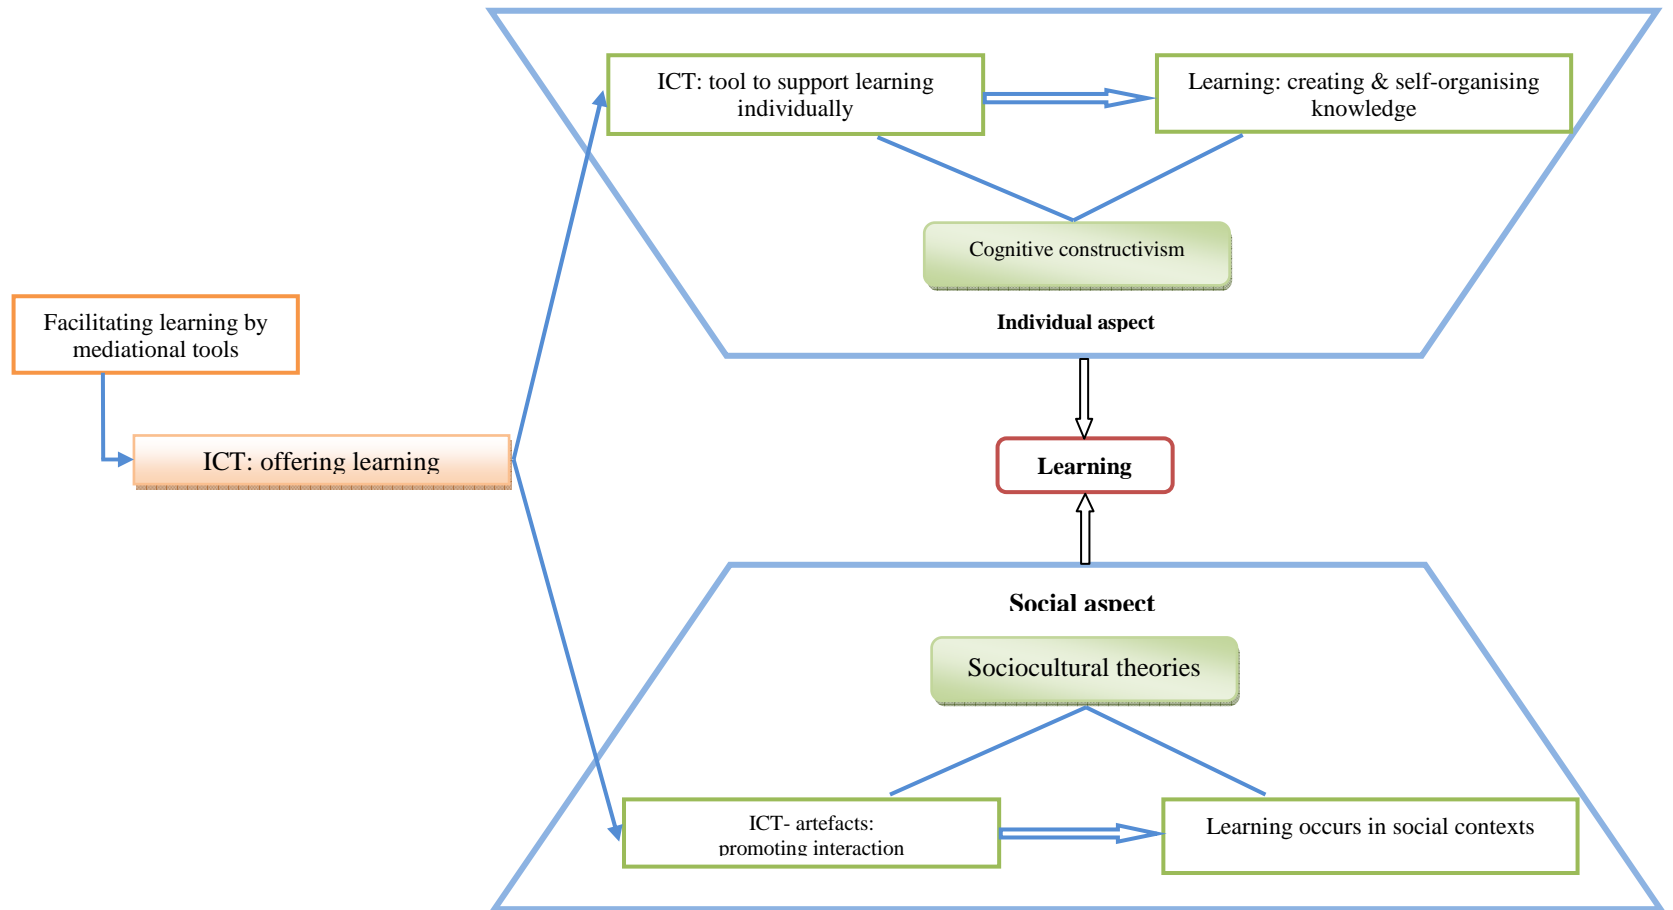 ICT: tool to support learning
individually
Learning: creating & self-organising
knowledge
Cognitive constructivism
Individual aspect
Facilitating learning by
mediational tools
ICT: offering learning
Learning
Social aspect
Sociocultural theories
ICT- artefacts:
promoting interaction
Learning occurs in social contexts